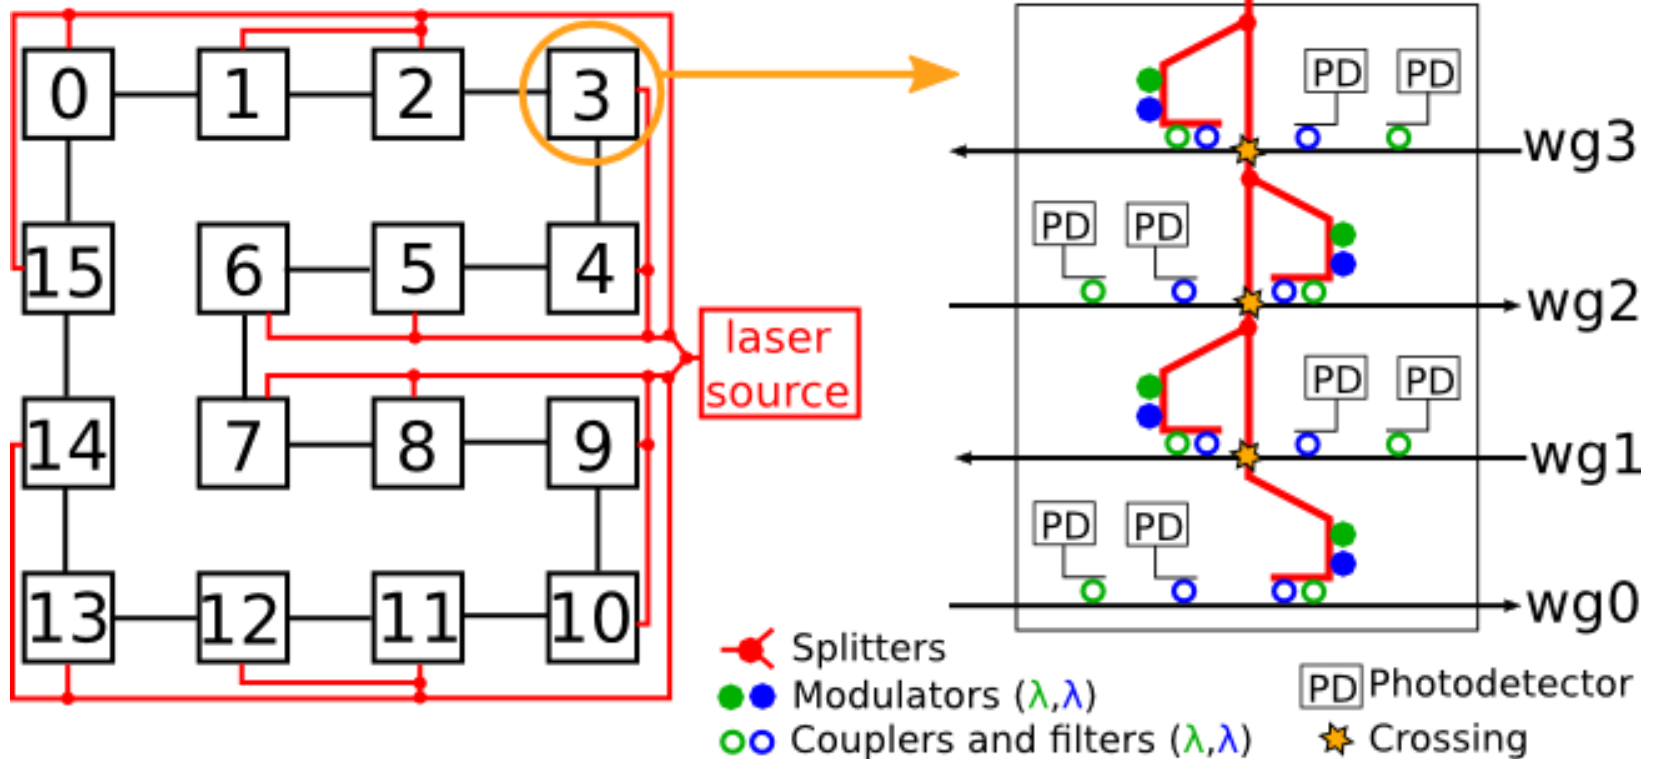 0 1 2 3
15 6 5 4
laser
source
14 7 8 9
13 12 11 10
PD PD
wg3
PD PD
wg2
PD PD
wg1
PD PD
wg0
Splitters
Modulators (λ,λ)
Couplers and filters (λ,λ)
PD Photodetector
Crossing